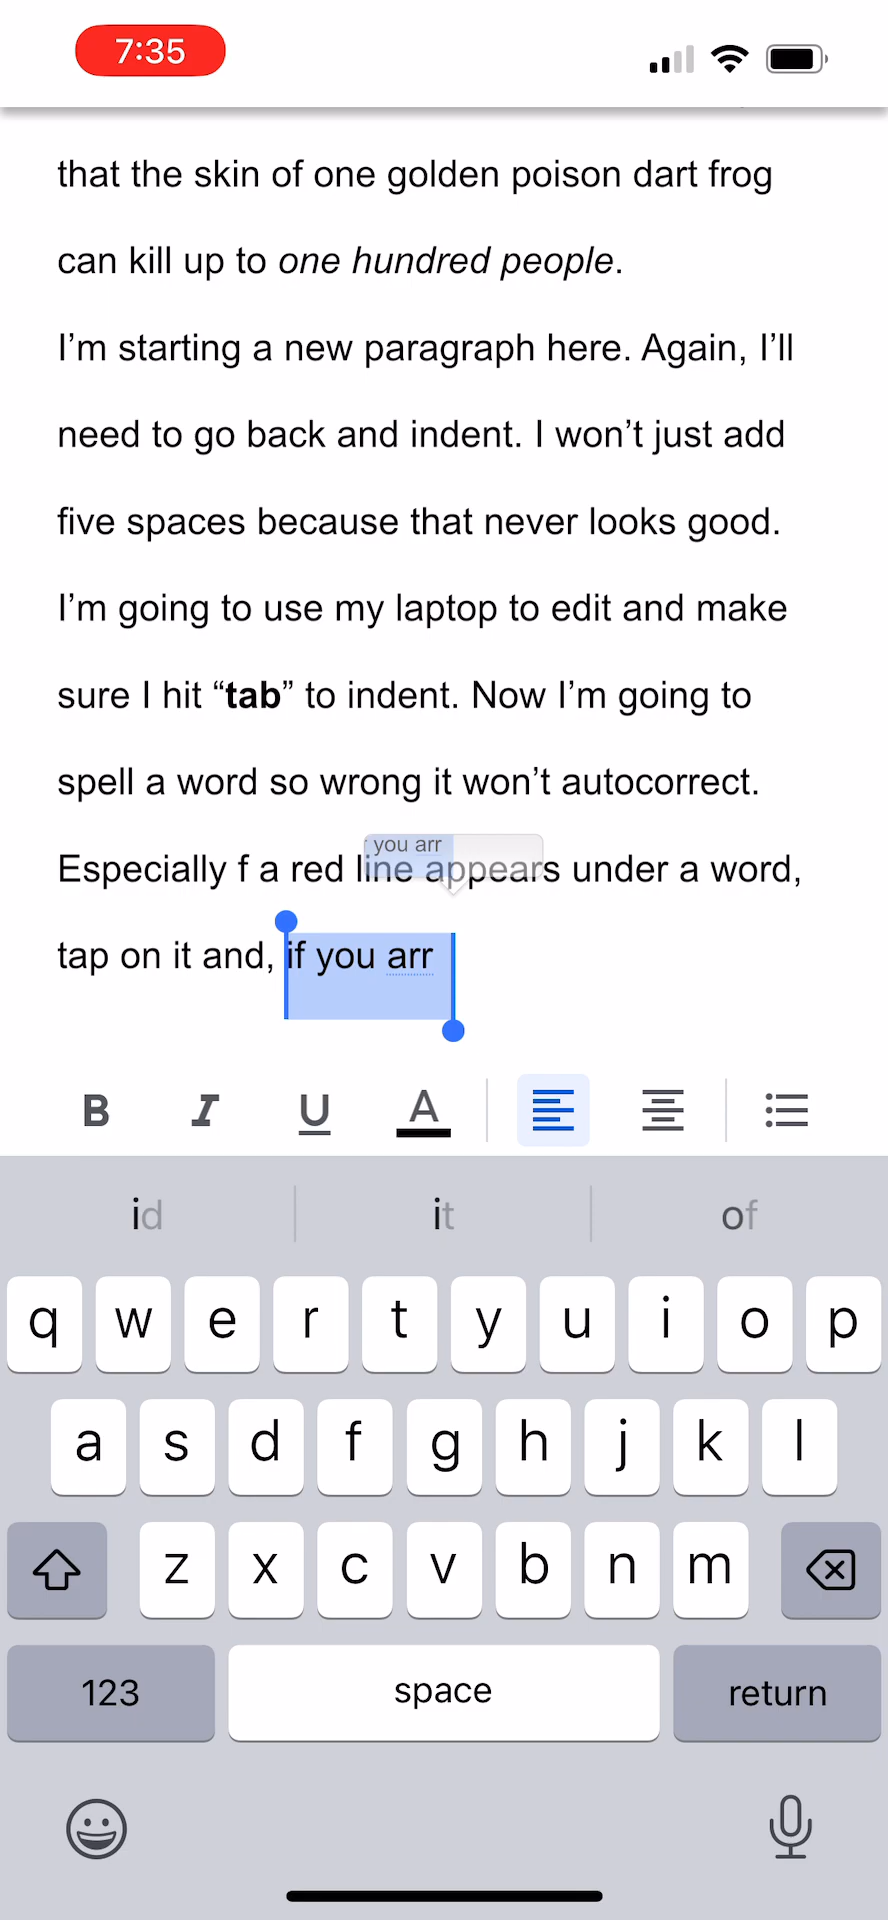 7:35
that the skin of one golden poison dart frog
can kill up to one hundred people.
I’m starting a new paragraph here. Again, I’ll
need to go back and indent. I won’t just add
five spaces because that never looks good.
I’m going to use my laptop to edit and make
sure I hit “tab” to indent. Now I’m going to
spell a word so wrong it won’t autocorrect.
you arr
Especially f a red line appears under a word,
tap on it and, if you arr
B I U A
id it of
q w e r t y u i o p
a s d f g h j k l
z x c v b n m
123 space return